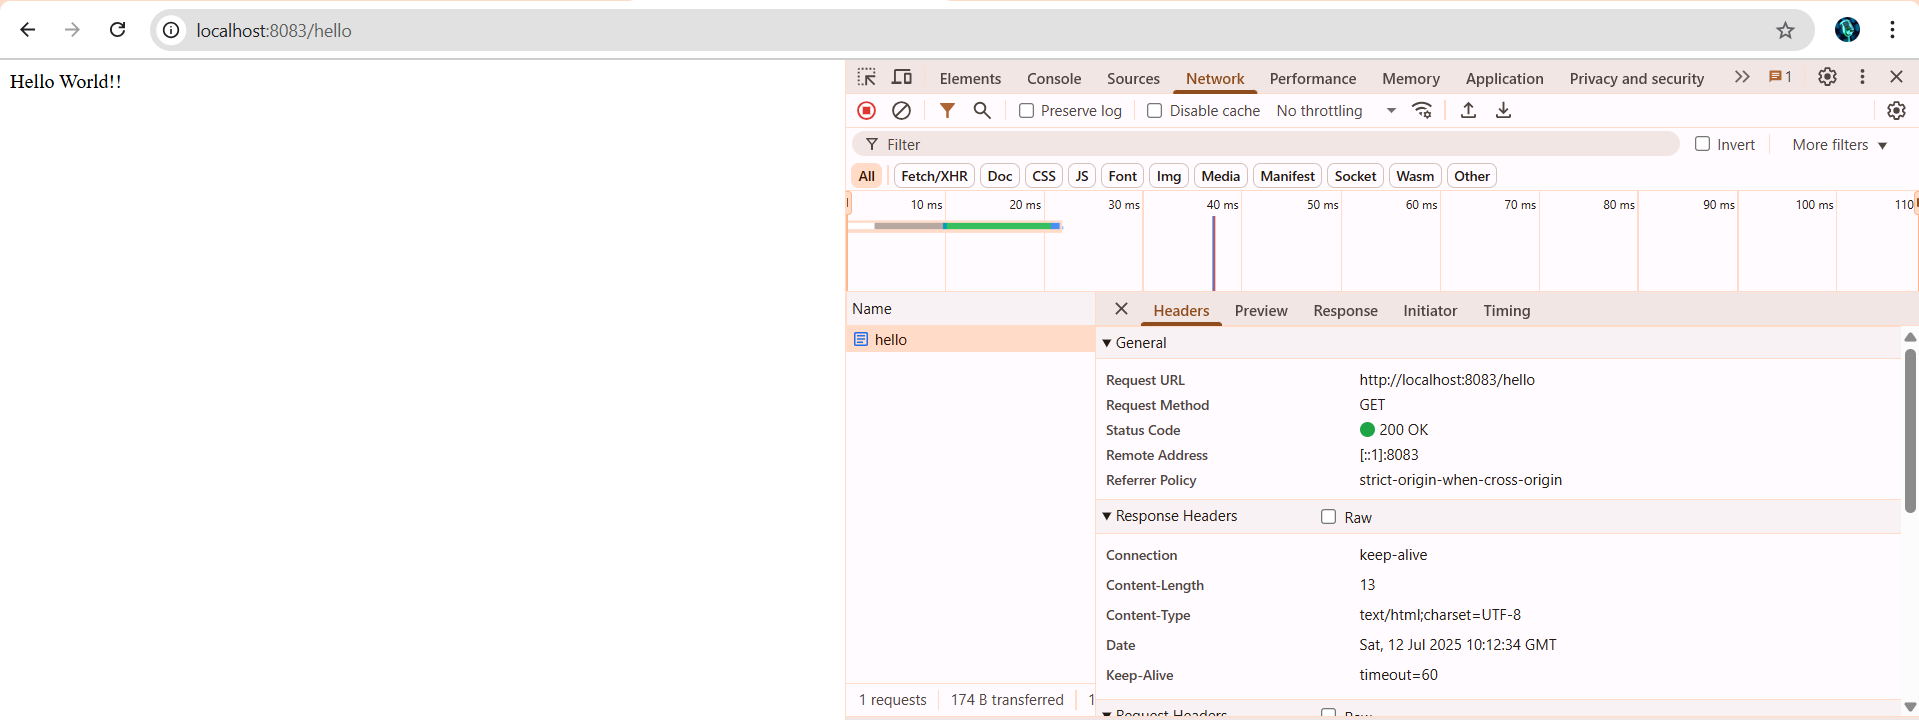 localhost:8083/hello
Hello World!!
Elements Console Sources Network Performance Memory Application Privacy and security 1
Preserve log Disable cache No throttling
Filter Invert More filters
All Fetch/XHR Doc CSS JS Font Img Media Manifest Socket Wasm Other
10 ms 20 ms 30 ms 40 ms 50 ms 60 ms 70 ms 80 ms 90 ms 100 ms 110
Name
hello
Headers Preview Response Initiator Timing
General
Request URL http://localhost:8083/hello
Request Method GET
Status Code 200 OK
Remote Address [::1]:8083
Referrer Policy strict-origin-when-cross-origin
Response Headers Raw
Connection keep-alive
Content-Length 13
Content-Type text/html;charset=UTF-8
Date Sat, 12 Jul 2025 10:12:34 GMT
Keep-Alive timeout=60
Request Headers Raw
1 requests 174 B transferred 1